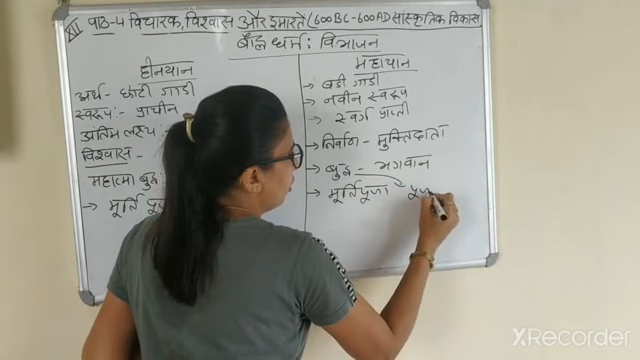 XII पाठ-4 विचारक, विश्वास और इमारते (600BC-600AD) सांस्कृतिक विकास
बौद्ध धर्म : विभाजन
हीनयान
अर्थ - छोटी गाडी
स्वरूप :- प्राचीन
अंतिम लक्ष्य :-
विश्वास -
महात्मा बुद्ध
→ मूर्ति पू
महायान
→ बडी गाडी
→ नवीन स्वरूप
→ स्वर्ग प्राप्ती
→ निर्वाण - मुक्तिदाता
→ बुद्ध - भगवान
→ मूर्तिपूजा पूज
XRecorder